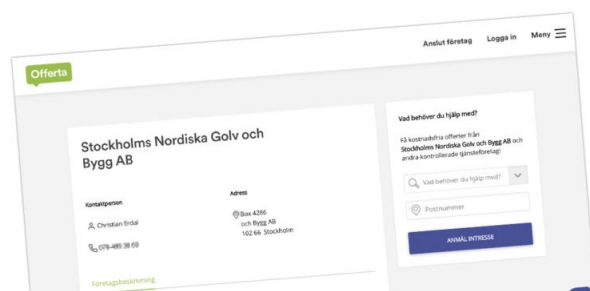 Offerta
Anslut företag Logga in Meny
Stockholms Nordiska Golv och
Bygg AB
Kontaktperson
Christian Erdal
Adress
Box 4286
och Bygg AB
102 66 Stockholm
Företagsbeskrivning
Vad behöver du hjälp med?
Få kostnadsfria offerter från
Stockholms Nordiska Golv och Bygg AB och
andra kontrollerade tjänsteföretag!
Vad behöver du hjälp med?
Postnummer
ANMÄL INTRESSE